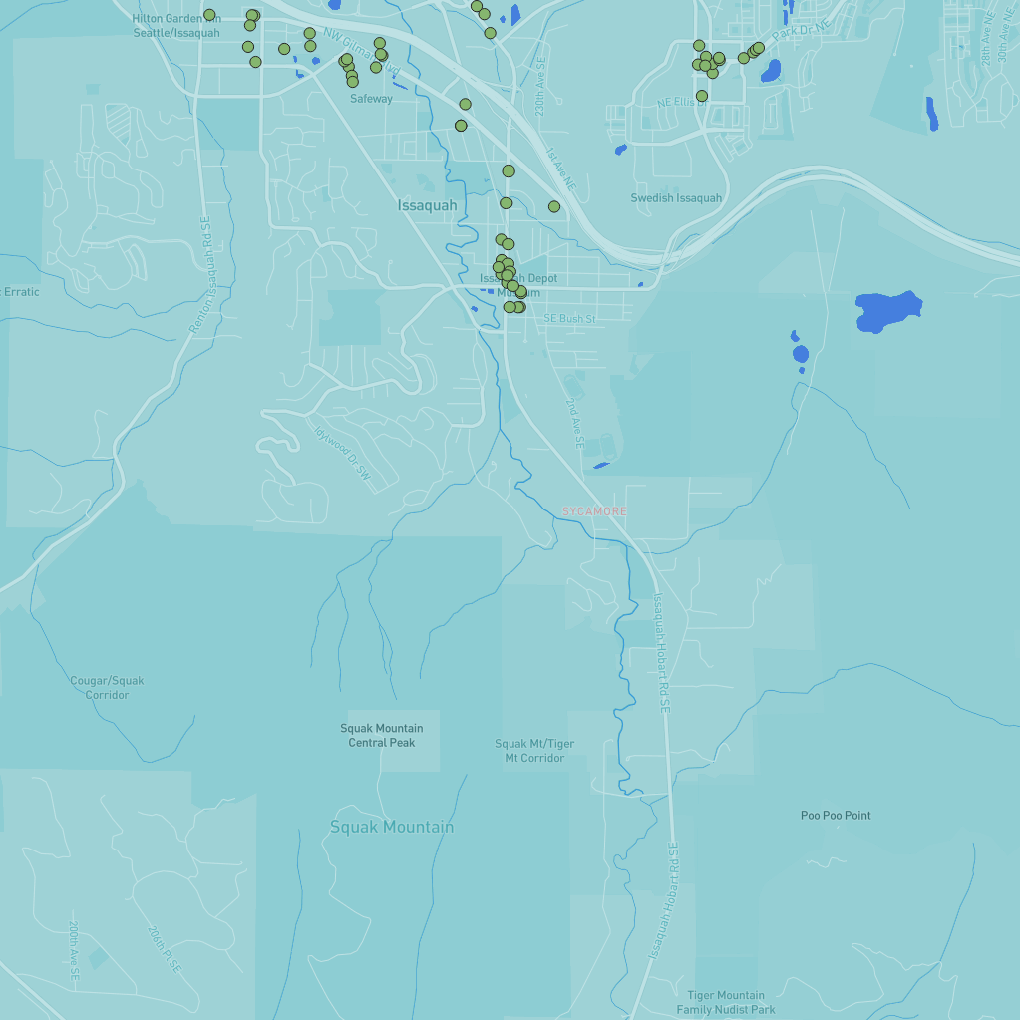 Hilton Garden Inn
Seattle/Issaquah
NW Gilman Blvd
Safeway
230th Ave SE
Park Dr NE
28th Ave NE
30th Ave NE
NE Ellis Dr
1st Ave NE
Swedish Issaquah
Issaquah
Renton Issaquah Rd SE
t Erratic
Issaquah Depot
Museum
SE Bush St
2nd Ave SE
Idylwood Dr SW
SYCAMORE
Issaquah Hobart Rd SE
Cougar/Squak
Corridor
Squak Mountain
Central Peak
Squak Mt/Tiger
Mt Corridor
Squak Mountain
Poo Poo Point
Issaquah Hobart Rd SE
200th Ave SE
206th Pl SE
Tiger Mountain
Family Nudist Park